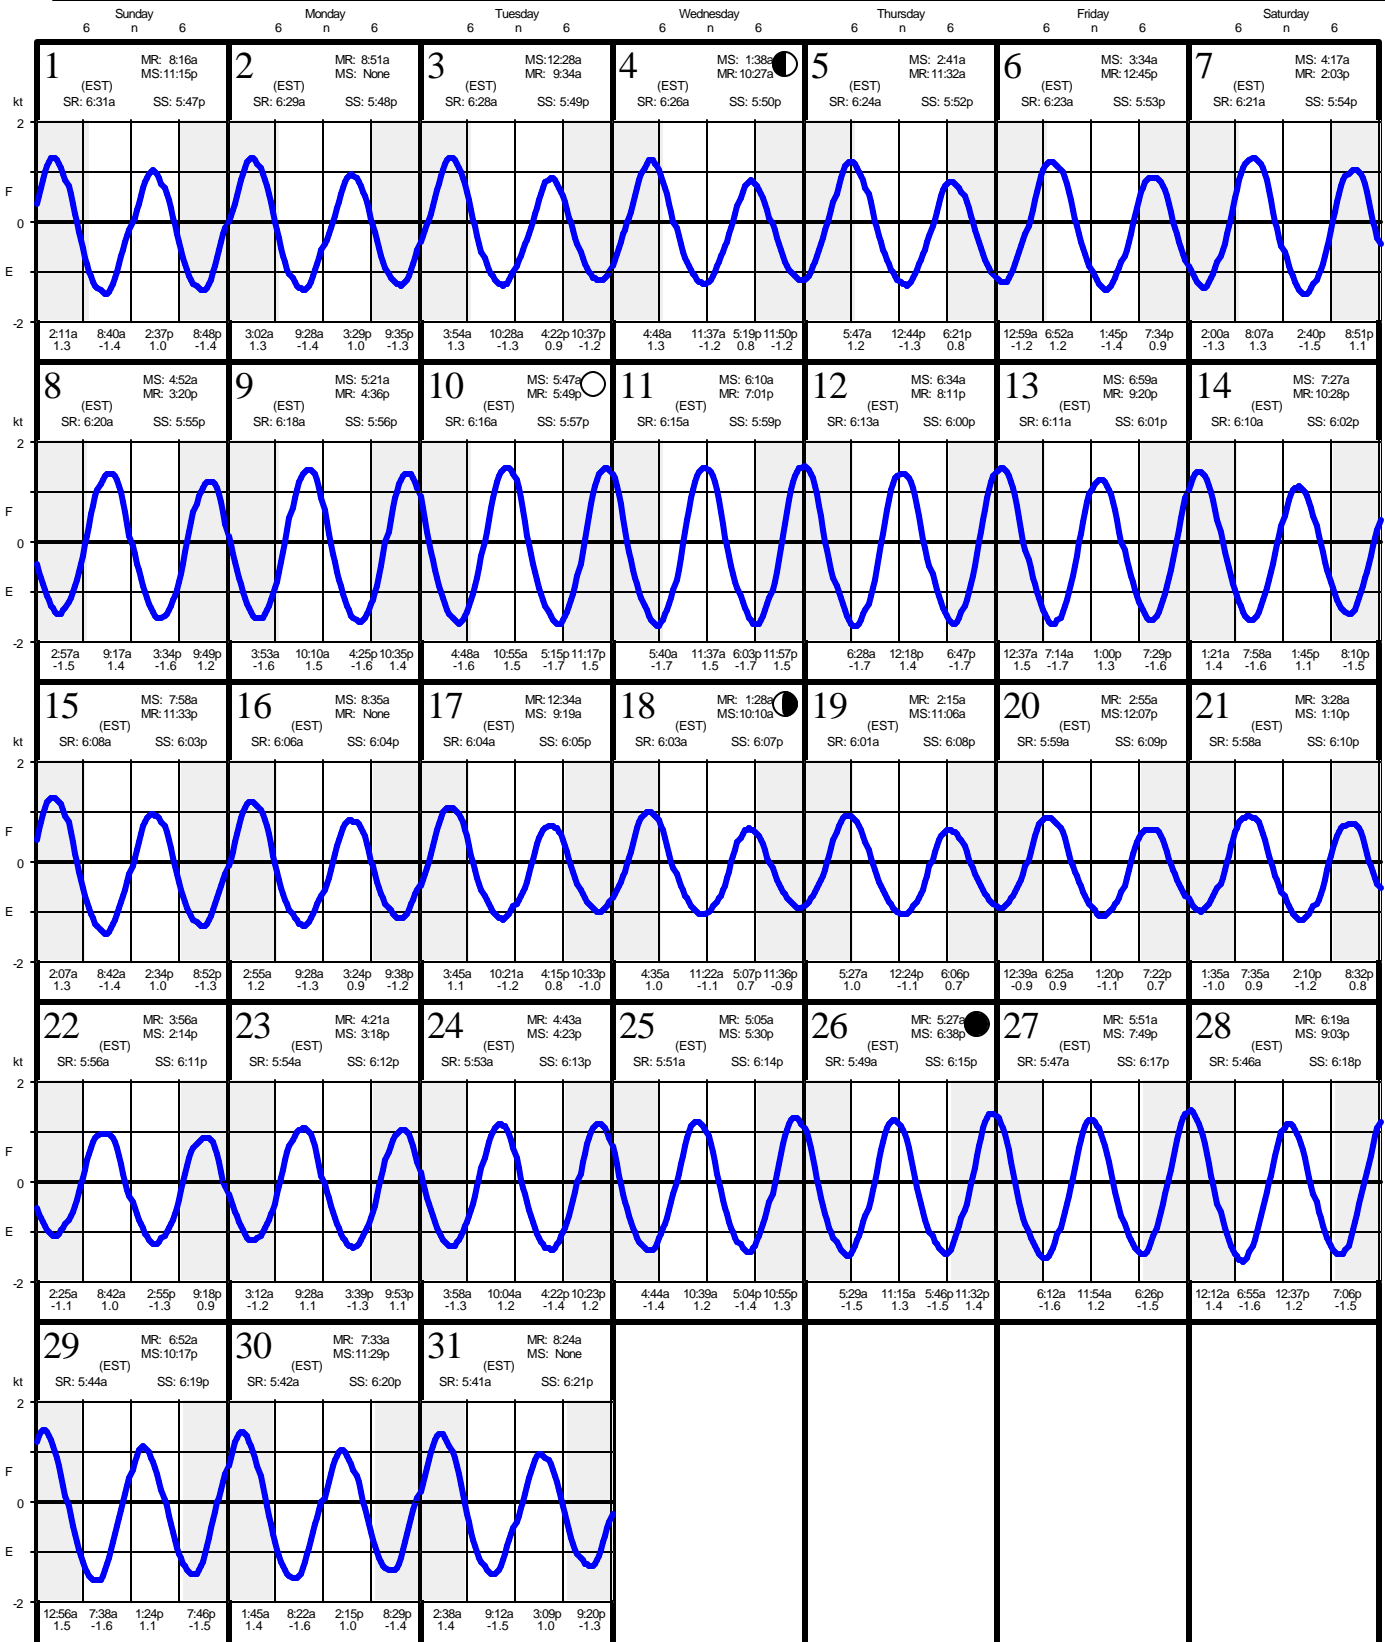 Sunday Monday Tuesday Wednesday Thursday Friday Saturday
6 n 6 6 n 6 6 n 6 6 n 6 6 n 6 6 n 6 6 n 6
1 MR: 8:16a 2 MR: 8:51a 3 MS:12:28a 4 MS: 1:38a 5 MS: 2:41a 6 MS: 3:34a 7 MS: 4:17a
MS:11:15p MS: None MR: 9:34a MR:10:27a MR:11:32a MR:12:45p MR: 2:03p
(EST) (EST) (EST) (EST) (EST) (EST) (EST)
kt SR: 6:31a SS: 5:47p SR: 6:29a SS: 5:48p SR: 6:28a SS: 5:49p SR: 6:26a SS: 5:50p SR: 6:24a SS: 5:52p SR: 6:23a SS: 5:53p SR: 6:21a SS: 5:54p
2
F
0
E
-2
2:11a 8:40a 2:37p 8:48p 3:02a 9:28a 3:29p 9:35p 3:54a 10:28a 4:22p 10:37p 4:48a 11:37a 5:19p 11:50p 5:47a 12:44p 6:21p 12:59a 6:52a 1:45p 7:34p 2:00a 8:07a 2:40p 8:51p
1.3 -1.4 1.0 -1.4 1.3 -1.4 1.0 -1.3 1.3 -1.3 0.9 -1.2 1.3 -1.2 0.8 -1.2 1.2 -1.3 0.8 -1.2 1.2 -1.4 0.9 -1.3 1.3 -1.5 1.1
8 MS: 4:52a 9 MS: 5:21a 10 MS: 5:47a 11 MS: 6:10a 12 MS: 6:34a 13 MS: 6:59a 14 MS: 7:27a
MR: 3:20p MR: 4:36p MR: 5:49p MR: 7:01p MR: 8:11p MR: 9:20p MR:10:28p
(EST) (EST) (EST) (EST) (EST) (EST) (EST)
kt SR: 6:20a SS: 5:55p SR: 6:18a SS: 5:56p SR: 6:16a SS: 5:57p SR: 6:15a SS: 5:59p SR: 6:13a SS: 6:00p SR: 6:11a SS: 6:01p SR: 6:10a SS: 6:02p
2
F
0
E
-2
2:57a 9:17a 3:34p 9:49p 3:53a 10:10a 4:25p 10:35p 4:48a 10:55a 5:15p 11:17p 5:40a 11:37a 6:03p 11:57p 6:28a 12:18p 6:47p 12:37a 7:14a 1:00p 7:29p 1:21a 7:58a 1:45p 8:10p
-1.5 1.4 -1.6 1.2 -1.6 1.5 -1.6 1.4 -1.6 1.5 -1.7 1.5 -1.7 1.5 -1.7 1.5 -1.7 1.4 -1.7 1.5 -1.7 1.3 -1.6 1.4 -1.6 1.1 -1.5
15 MS: 7:58a 16 MS: 8:35a 17 MR:12:34a 18 MR: 1:28a 19 MR: 2:15a 20 MR: 2:55a 21 MR: 3:28a
MR:11:33p MR: None MS: 9:19a MS:10:10a MS:11:06a MS:12:07p MS: 1:10p
(EST) (EST) (EST) (EST) (EST) (EST) (EST)
kt SR: 6:08a SS: 6:03p SR: 6:06a SS: 6:04p SR: 6:04a SS: 6:05p SR: 6:03a SS: 6:07p SR: 6:01a SS: 6:08p SR: 5:59a SS: 6:09p SR: 5:58a SS: 6:10p
2
F
0
E
-2
2:07a 8:42a 2:34p 8:52p 2:55a 9:28a 3:24p 9:38p 3:45a 10:21a 4:15p 10:33p 4:35a 11:22a 5:07p 11:36p 5:27a 12:24p 6:06p 12:39a 6:25a 1:20p 7:22p 1:35a 7:35a 2:10p 8:32p
1.3 -1.4 1.0 -1.3 1.2 -1.3 0.9 -1.2 1.1 -1.2 0.8 -1.0 1.0 -1.1 0.7 -0.9 1.0 -1.1 0.7 -0.9 0.9 -1.1 0.7 -1.0 0.9 -1.2 0.8
22 MR: 3:56a 23 MR: 4:21a 24 MR: 4:43a 25 MR: 5:05a 26 MR: 5:27a 27 MR: 5:51a 28 MR: 6:19a
MS: 2:14p MS: 3:18p MS: 4:23p MS: 5:30p MS: 6:38p MS: 7:49p MS: 9:03p
(EST) (EST) (EST) (EST) (EST) (EST) (EST)
kt SR: 5:56a SS: 6:11p SR: 5:54a SS: 6:12p SR: 5:53a SS: 6:13p SR: 5:51a SS: 6:14p SR: 5:49a SS: 6:15p SR: 5:47a SS: 6:17p SR: 5:46a SS: 6:18p
2
F
0
E
-2
2:25a 8:42a 2:55p 9:18p 3:12a 9:28a 3:39p 9:53p 3:58a 10:04a 4:22p 10:23p 4:44a 10:39a 5:04p 10:55p 5:29a 11:15a 5:46p 11:32p 6:12a 11:54a 6:26p 12:12a 6:55a 12:37p 7:06p
-1.1 1.0 -1.3 0.9 -1.2 1.1 -1.3 1.1 -1.3 1.2 -1.4 1.2 -1.4 1.2 -1.4 1.3 -1.5 1.3 -1.5 1.4 -1.6 1.2 -1.5 1.4 -1.6 1.2 -1.5
29 MR: 6:52a 30 MR: 7:33a 31 MR: 8:24a
MS:10:17p MS:11:29p MS: None
(EST) (EST) (EST)
kt SR: 5:44a SS: 6:19p SR: 5:42a SS: 6:20p SR: 5:41a SS: 6:21p
2
F
0
E
-2
12:56a 7:38a 1:24p 7:46p 1:45a 8:22a 2:15p 8:29p 2:38a 9:12a 3:09p 9:20p
1.5 -1.6 1.1 -1.5 1.4 -1.6 1.0 -1.4 1.4 -1.5 1.0 -1.3